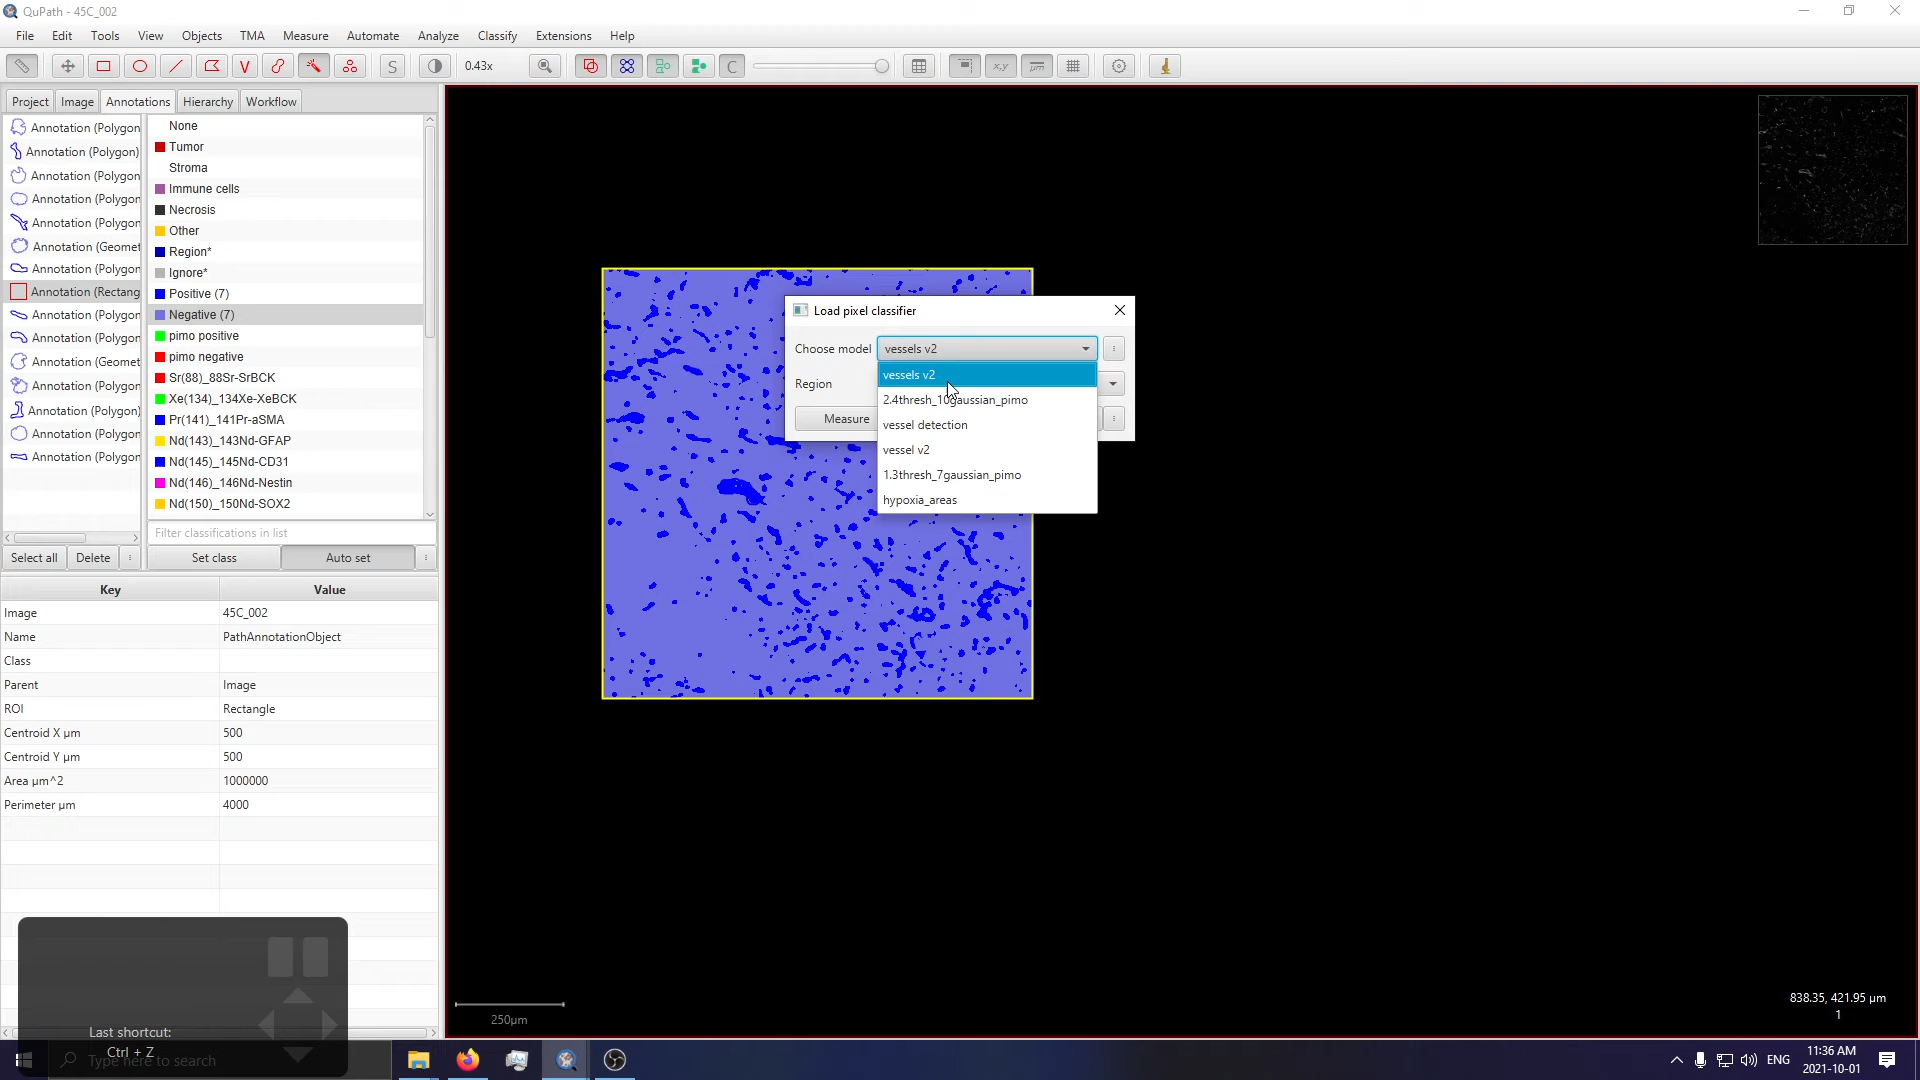 QuPath - 45C_002
File Edit Tools View Objects TMA Measure Automate Analyze Classify Extensions Help
V S 0.43x C x,y μm
Project Image Annotations Hierarchy Workflow
Annotation (Polygon
Annotation (Polygon)
Annotation (Polygon
Annotation (Polygon
Annotation (Polygon
Annotation (Geomet
Annotation (Polygon
Annotation (Rectang
Annotation (Polygon
Annotation (Polygon
Annotation (Geomet
Annotation (Polygon
Annotation (Polygon
Annotation (Polygon
Annotation (Polygon
None
Tumor
Stroma
Immune cells
Necrosis
Other
Region*
Ignore*
Positive (7)
Negative (7)
pimo positive
pimo negative
Sr(88)_88Sr-SrBCK
Xe(134)_134Xe-XeBCK
Pr(141)_141Pr-aSMA
Nd(143)_143Nd-GFAP
Nd(145)_145Nd-CD31
Nd(146)_146Nd-Nestin
Nd(150)_150Nd-SOX2
Filter classifications in list
Select all Delete Set class Auto set
Key Value
Image 45C_002
Name PathAnnotationObject
Class
Parent Image
ROI Rectangle
Centroid X μm 500
Centroid Y μm 500
Area μm^2 1000000
Perimeter μm 4000
Load pixel classifier
Choose model vessels v2
Region
Measure
vessels v2
2.4thresh_10gaussian_pimo
vessel detection
vessel v2
1.3thresh_7gaussian_pimo
hypoxia_areas
250μm
838.35, 421.95 μm
1
Last shortcut:
Ctrl + Z
Type here to search
ENG
11:36 AM
2021-10-01